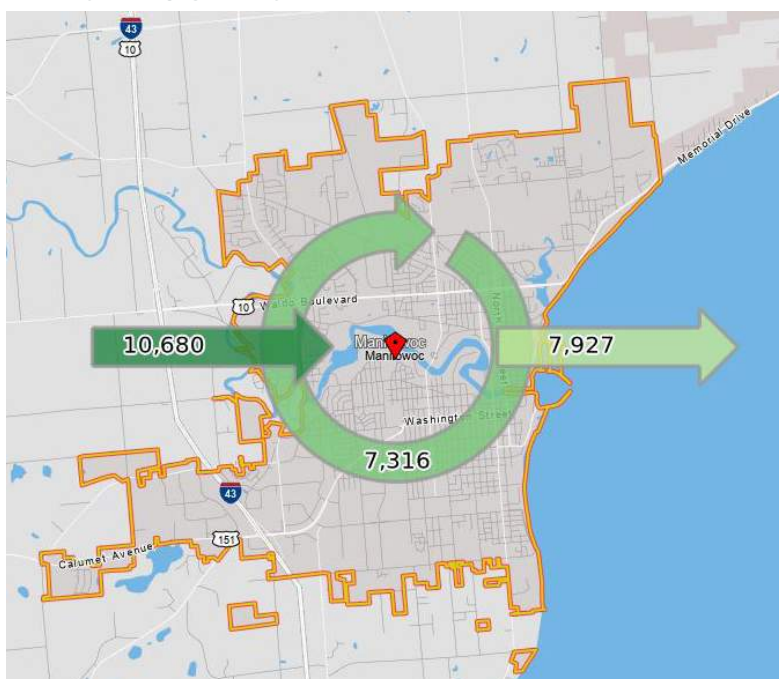 43
10
Memorial Drive
10
Waldo Boulevard
10,680
Manitowoc
Manitowoc
7,927
Washington Street
7,316
43
151
Calumet Avenue